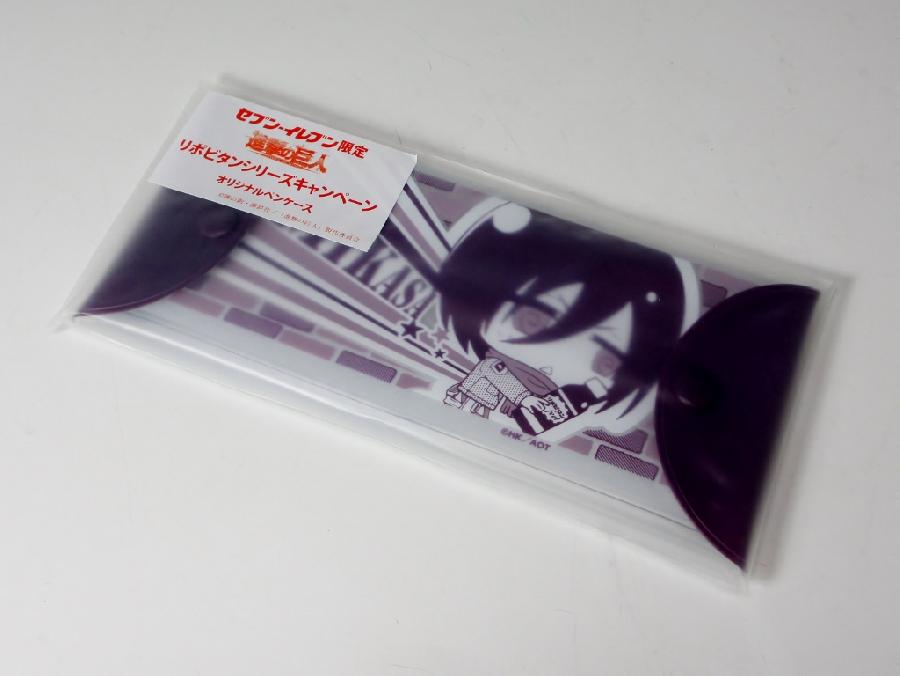 セブン-イレブン限定
進撃の巨人
リポビタンシリーズキャンペーン
オリジナルペンケース
IKASA
©HK/AOT